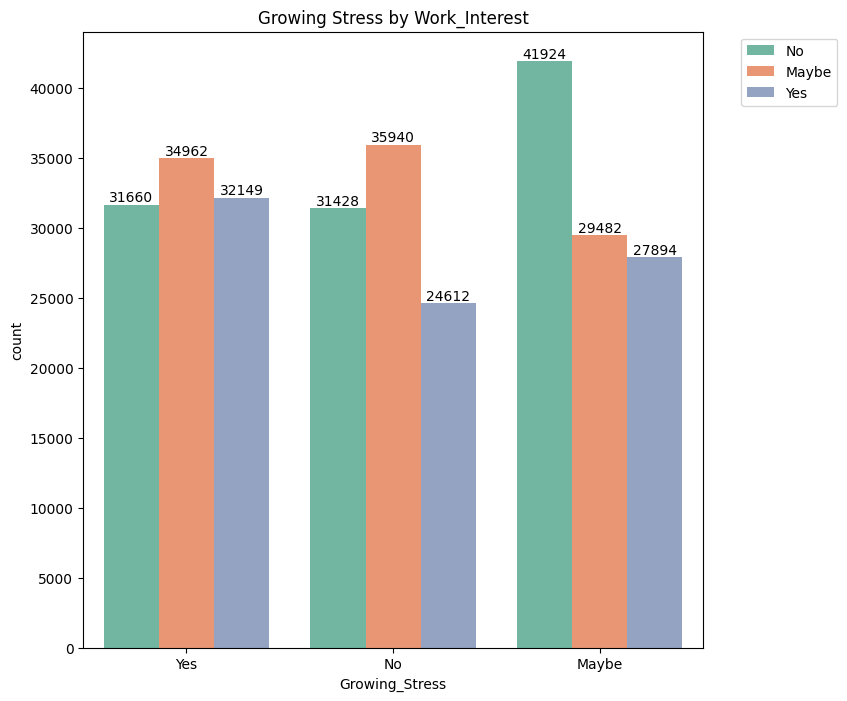 Growing Stress by Work_Interest
No
Maybe
Yes
count
40000
35000
30000
25000
20000
15000
10000
5000
0
31660
34962
32149
31428
35940
24612
41924
29482
27894
Yes
No
Maybe
Growing_Stress